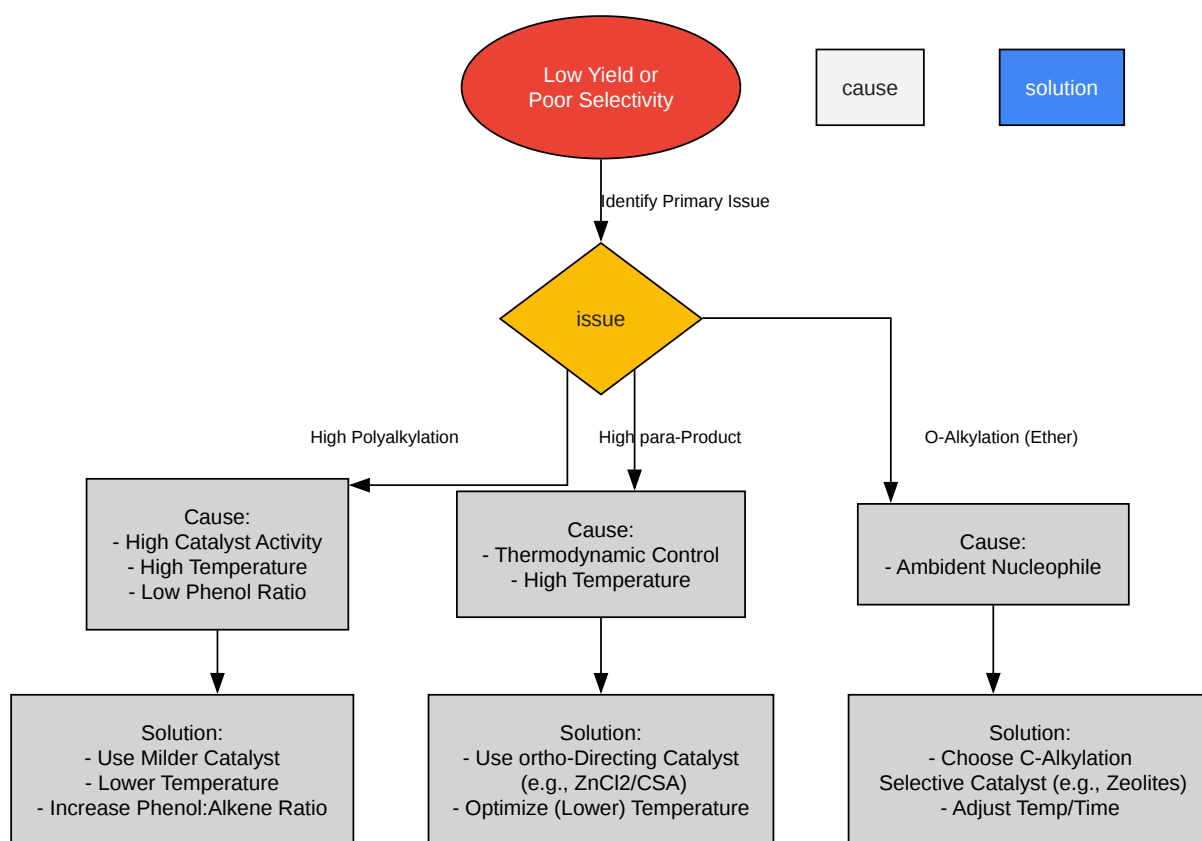 Low Yield or
Poor Selectivity
cause
solution
Identify Primary Issue
issue
High Polyalkylation
High para-Product
O-Alkylation (Ether)
Cause:
- High Catalyst Activity
- High Temperature
- Low Phenol Ratio
Cause:
- Thermodynamic Control
- High Temperature
Cause:
- Ambident Nucleophile
Solution:
- Use Milder Catalyst
- Lower Temperature
- Increase Phenol:Alkene Ratio
Solution:
- Use ortho-Directing Catalyst
(e.g., ZnCl2/CSA)
- Optimize (Lower) Temperature
Solution:
- Choose C-Alkylation
Selective Catalyst (e.g., Zeolites)
- Adjust Temp/Time